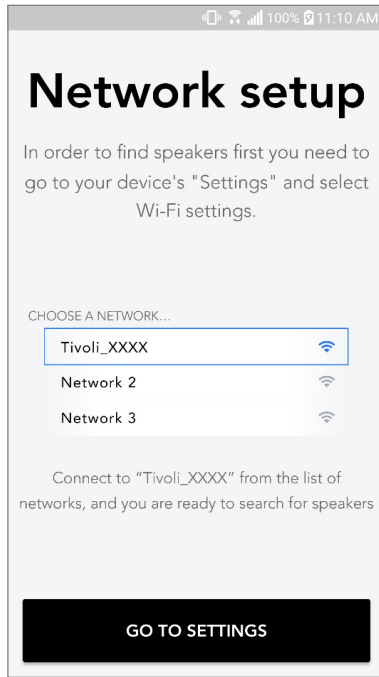 100% 11:10 AM
Network setup
In order to find speakers first you need to
go to your device's "Settings" and select
Wi-Fi settings.
CHOOSE A NETWORK...
Tivoli_XXXX
Network 2
Network 3
Connect to “Tivoli_XXXX” from the list of
networks, and you are ready to search for speakers
GO TO SETTINGS